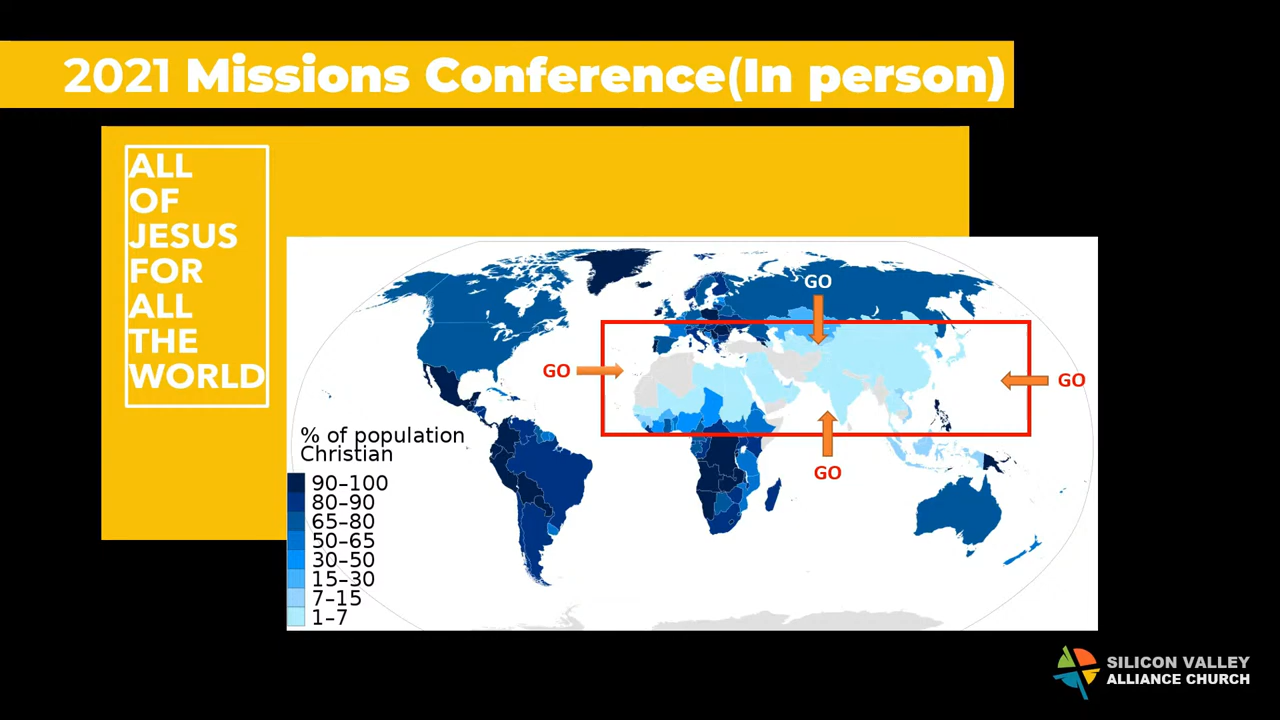 2021 Missions Conference(In person)
ALL
OF
JESUS
FOR
ALL
THE
WORLD
GO
GO
GO
GO
% of population
Christian
90–100
80–90
65–80
50–65
30–50
15–30
7–15
1–7
SILICON VALLEY
ALLIANCE CHURCH